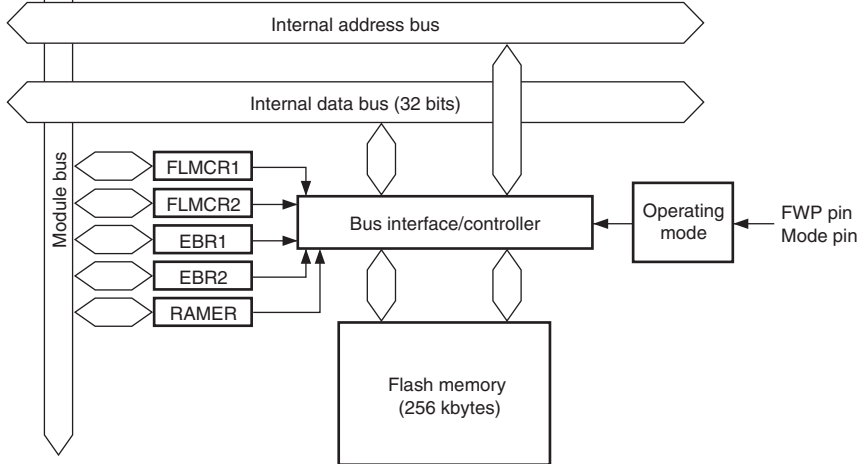 Internal address bus
Internal data bus (32 bits)
Module bus
FLMCR1
FLMCR2
EBR1
EBR2
RAMER
Bus interface/controller
Operating
mode
FWP pin
Mode pin
Flash memory
(256 kbytes)